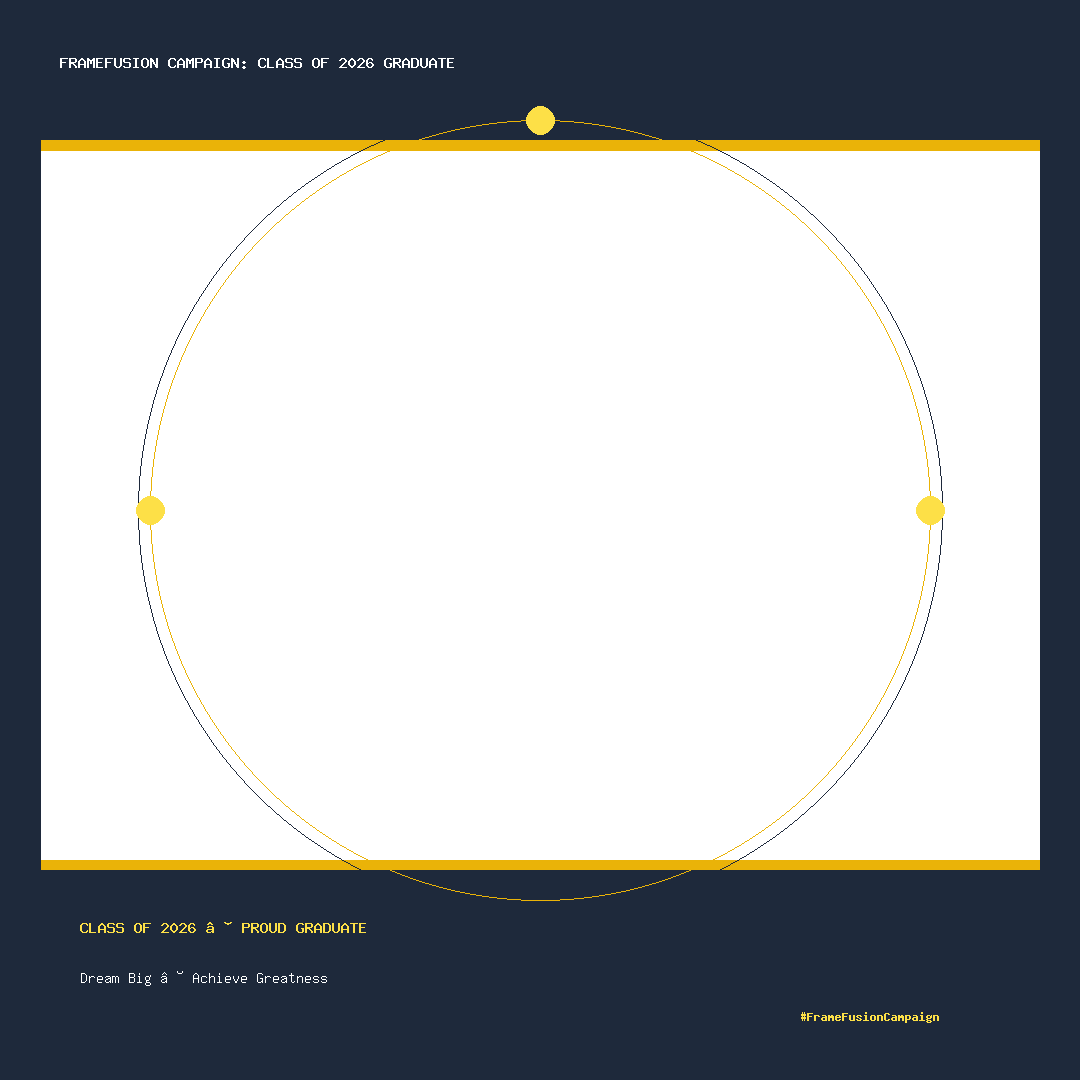 FRAMEFUSION CAMPAIGN: CLASS OF 2026 GRADUATE
CLASS OF 2026 â ˘ PROUD GRADUATE
Dream Big â ˘ Achieve Greatness
#FrameFusionCampaign